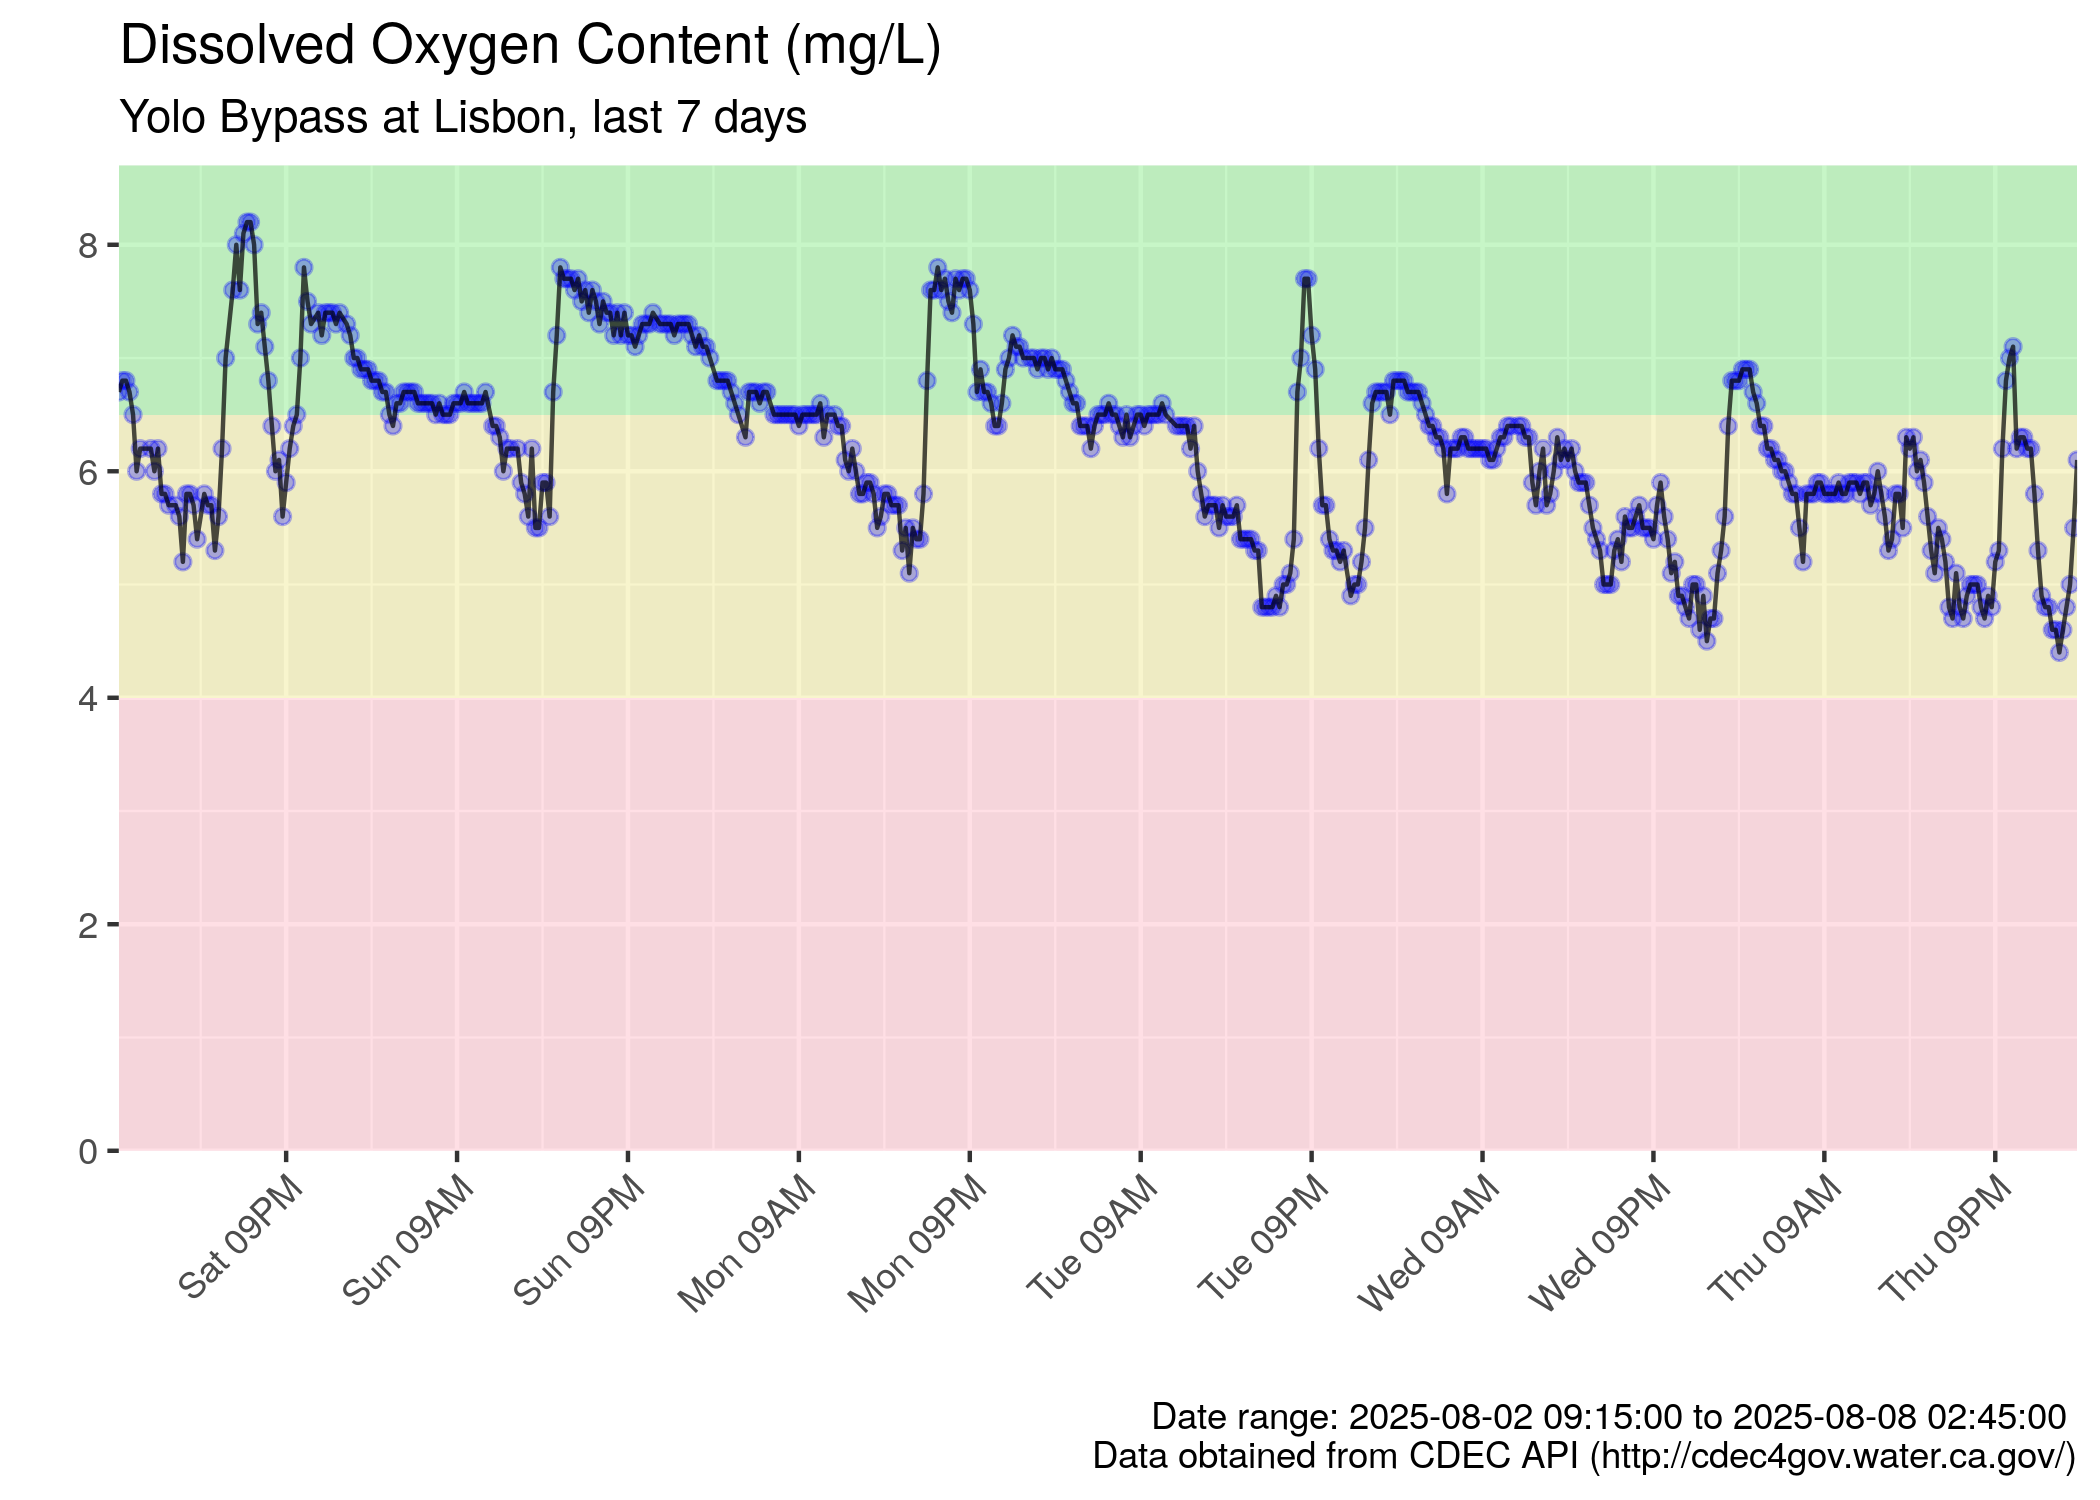 Dissolved Oxygen Content (mg/L)
Yolo Bypass at Lisbon, last 7 days
8
6
4
2
0
Sat 09PM
Sun 09AM
Sun 09PM
Mon 09AM
Mon 09PM
Tue 09AM
Tue 09PM
Wed 09AM
Wed 09PM
Thu 09AM
Thu 09PM
Date range: 2025-08-02 09:15:00 to 2025-08-08 02:45:00
Data obtained from CDEC API (http://cdec4gov.water.ca.gov/)